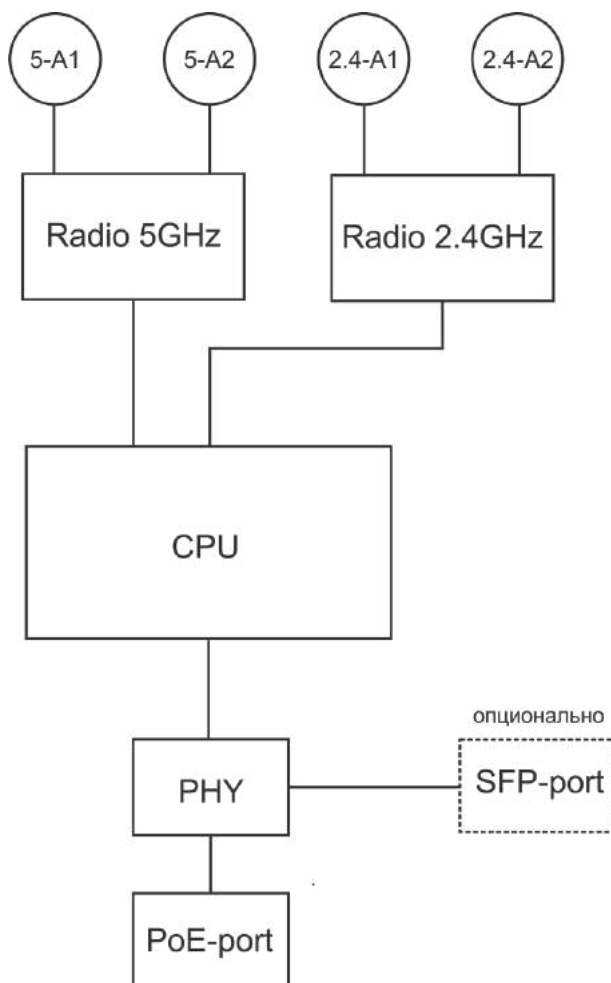 5-A1
5-A2
2.4-A1
2.4-A2
Radio 5GHz
Radio 2.4GHz
CPU
опционально
PHY
SFP-port
PoE-port